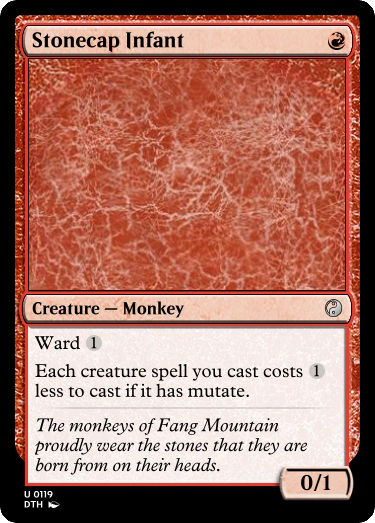 Stonecap Infant
Creature — Monkey
Ward 1
Each creature spell you cast costs 1
less to cast if it has mutate.
The monkeys of Fang Mountain
proudly wear the stones that they are
born from on their heads.
0/1
U 0119
DTH